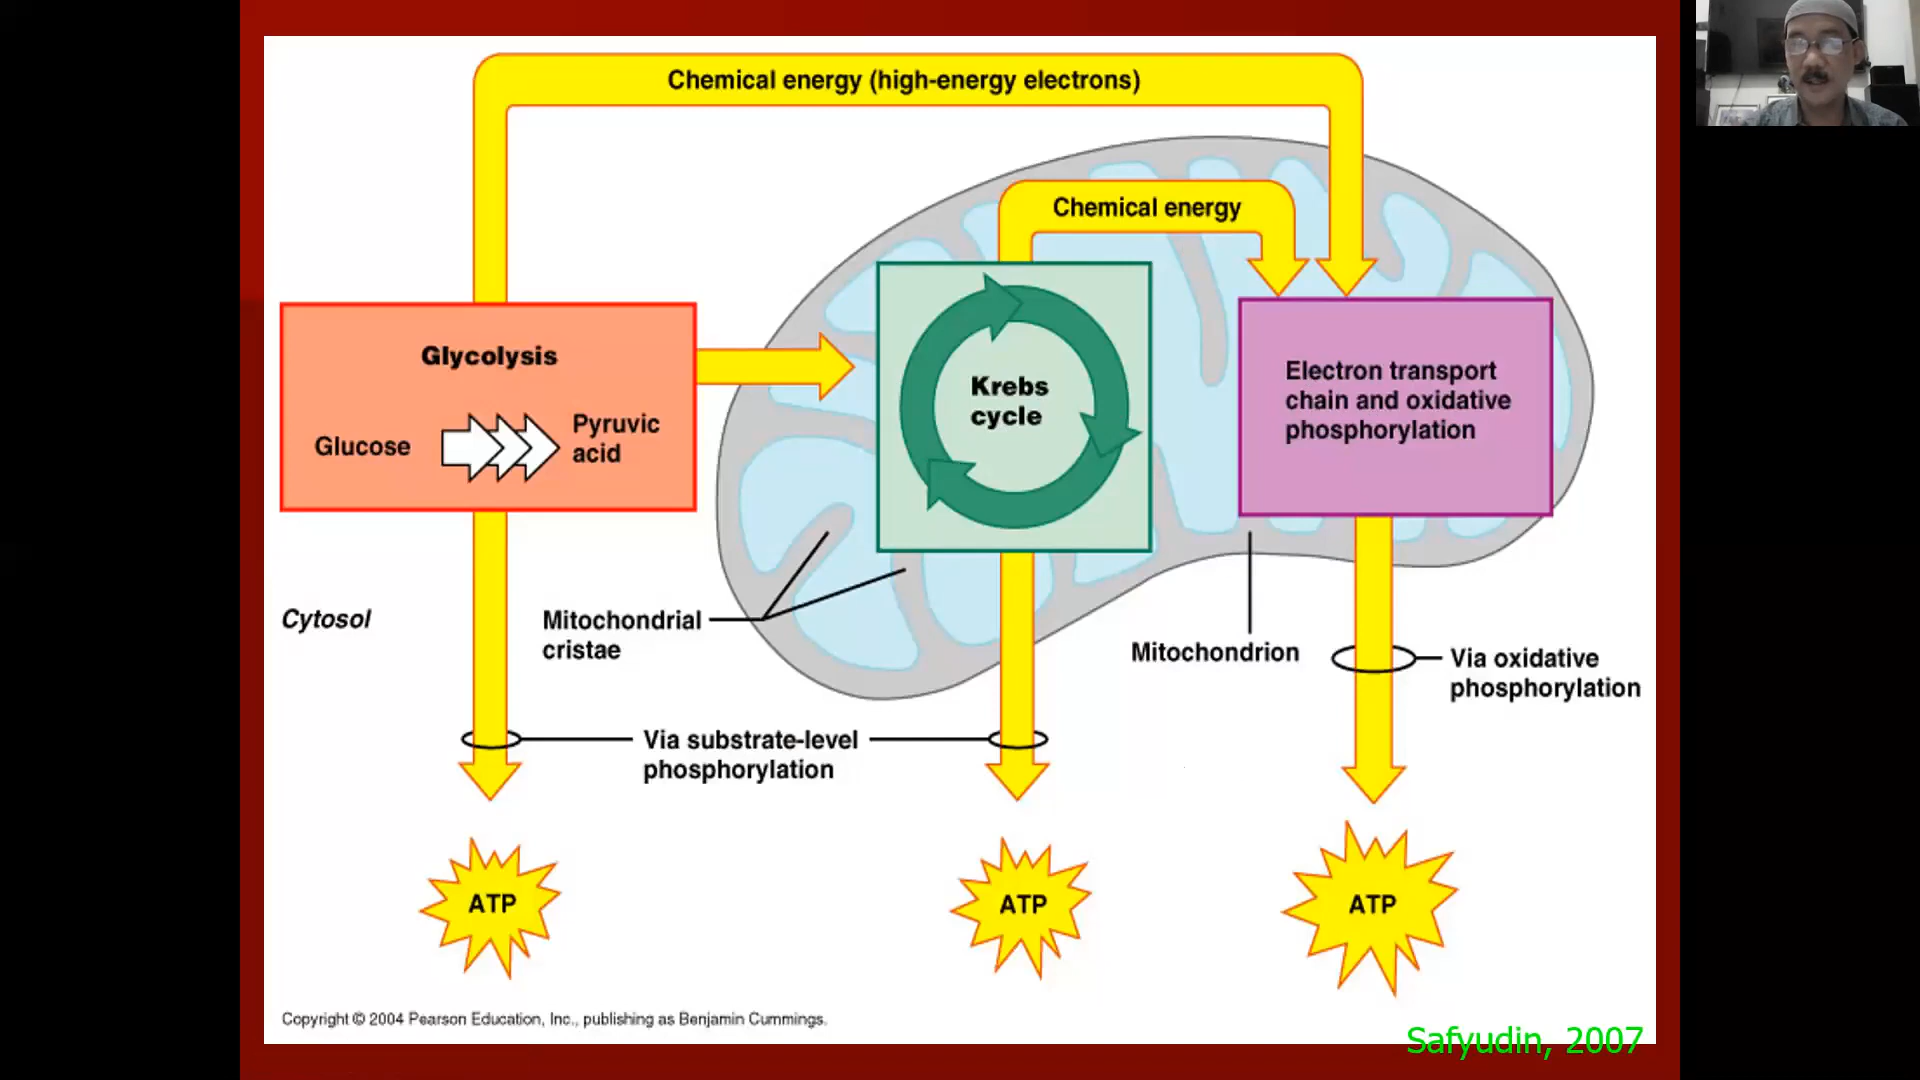 Chemical energy (high-energy electrons)
Chemical energy
Glycolysis
Glucose
Pyruvic
acid
Krebs
cycle
Electron transport
chain and oxidative
phosphorylation
Cytosol
Mitochondrial
cristae
Mitochondrion
Via oxidative
phosphorylation
Via substrate-level
phosphorylation
ATP
ATP
ATP
Copyright © 2004 Pearson Education, Inc., publishing as Benjamin Cummings.
Safyudin, 2007